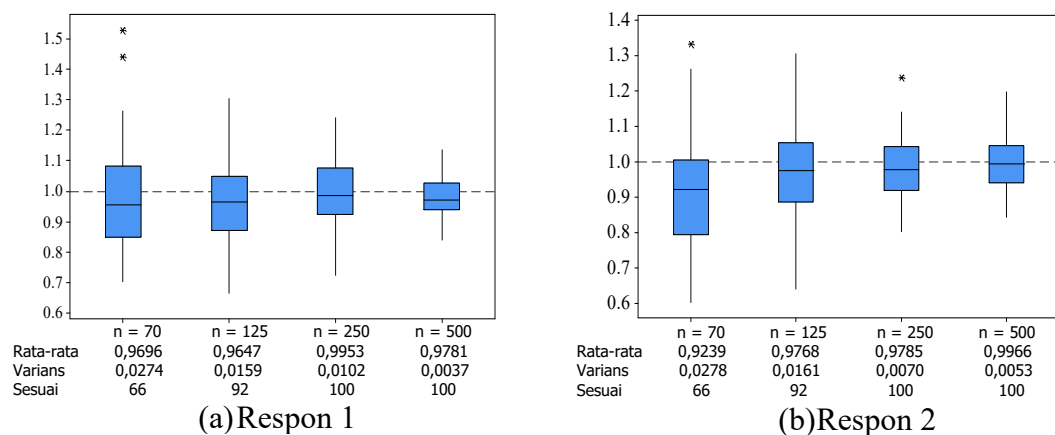 1.5
1.4
1.3
1.2
1.1
1.0
0.9
0.8
0.7
0.6
n = 70 n = 125 n = 250 n = 500
Rata-rata 0,9696 0,9647 0,9953 0,9781
Varians 0,0274 0,0159 0,0102 0,0037
Sesuai 66 92 100 100
(a) Respon 1
1.4
1.3
1.2
1.1
1.0
0.9
0.8
0.7
0.6
n = 70 n = 125 n = 250 n = 500
Rata-rata 0,9239 0,9768 0,9785 0,9966
Varians 0,0278 0,0161 0,0070 0,0053
Sesuai 66 92 100 100
(b) Respon 2